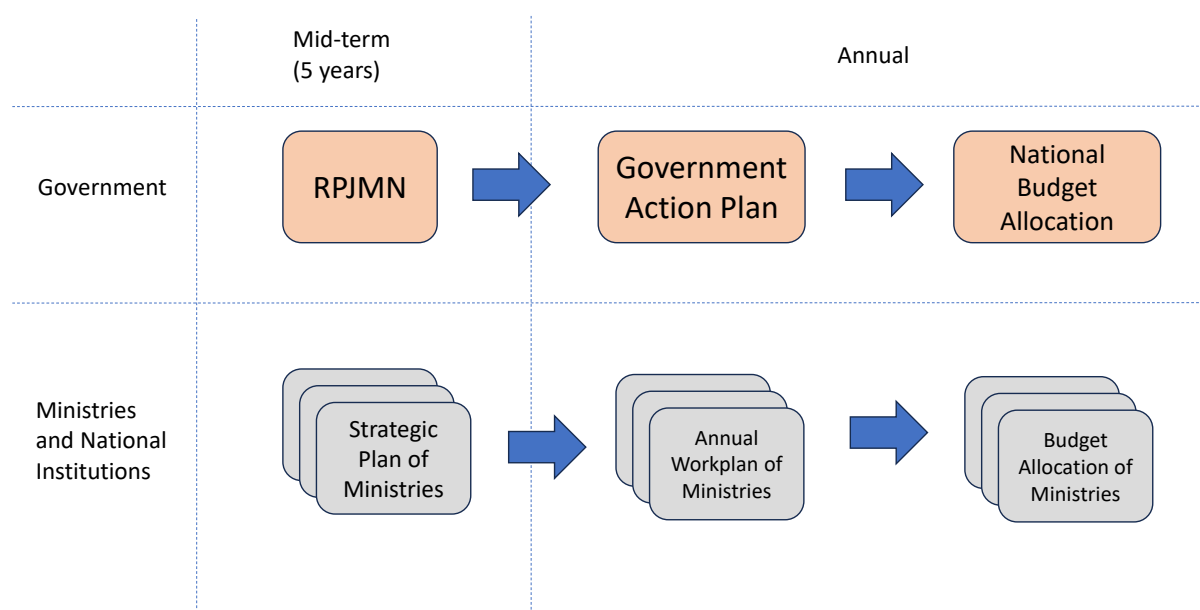 Mid-term
(5 years)
Annual
Government
RPJMN
Government
Action Plan
National
Budget
Allocation
Ministries
and National
Institutions
Strategic
Plan of
Ministries
Annual
Workplan of
Ministries
Budget
Allocation of
Ministries